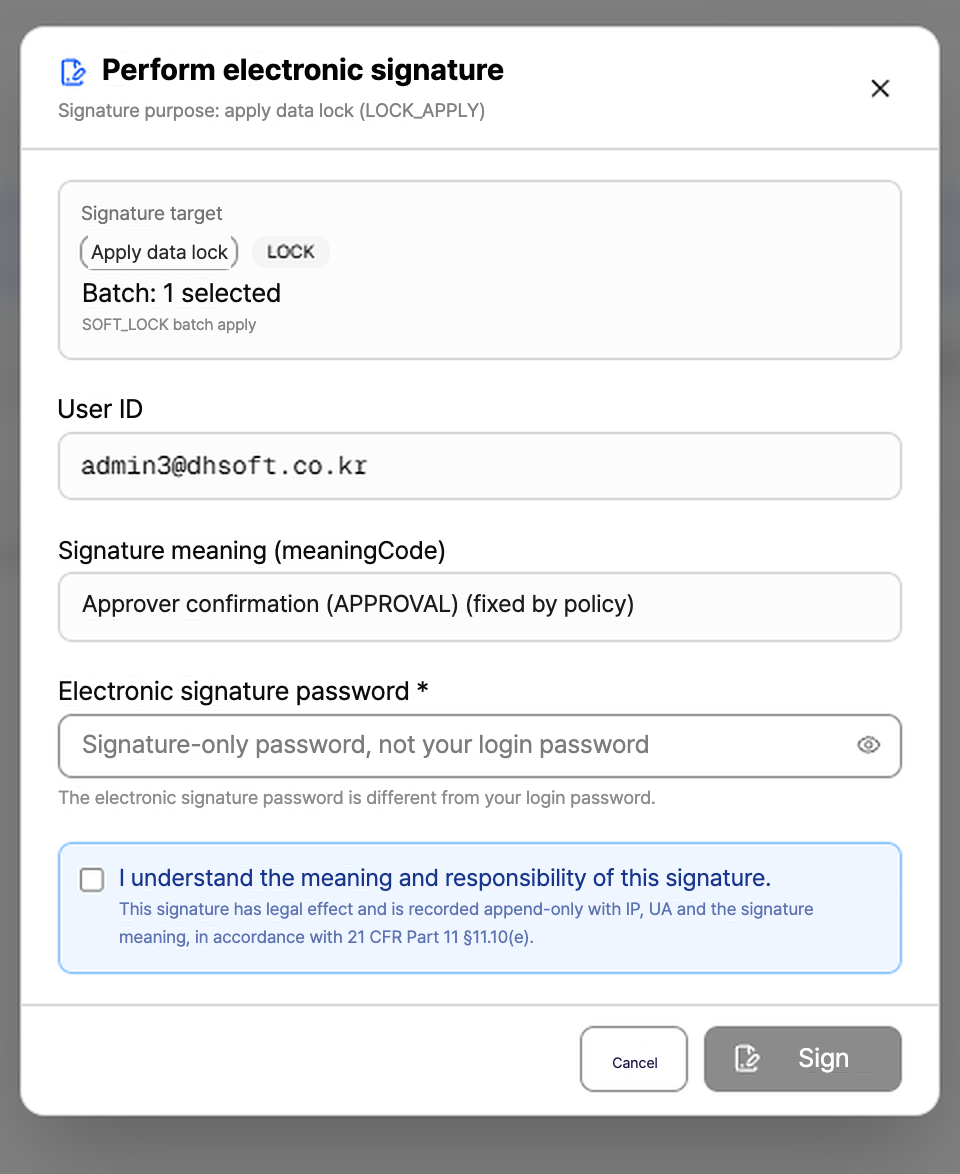 Perform electronic signature
Signature purpose: apply data lock (LOCK_APPLY)
Signature target
Apply data lock LOCK
Batch: 1 selected
SOFT_LOCK batch apply
User ID
admin3@dhsoft.co.kr
Signature meaning (meaningCode)
Approver confirmation (APPROVAL) (fixed by policy)
Electronic signature password *
Signature-only password, not your login password
The electronic signature password is different from your login password.
I understand the meaning and responsibility of this signature.
This signature has legal effect and is recorded append-only with IP, UA and the signature
meaning, in accordance with 21 CFR Part 11 §11.10(e).
Cancel Sign